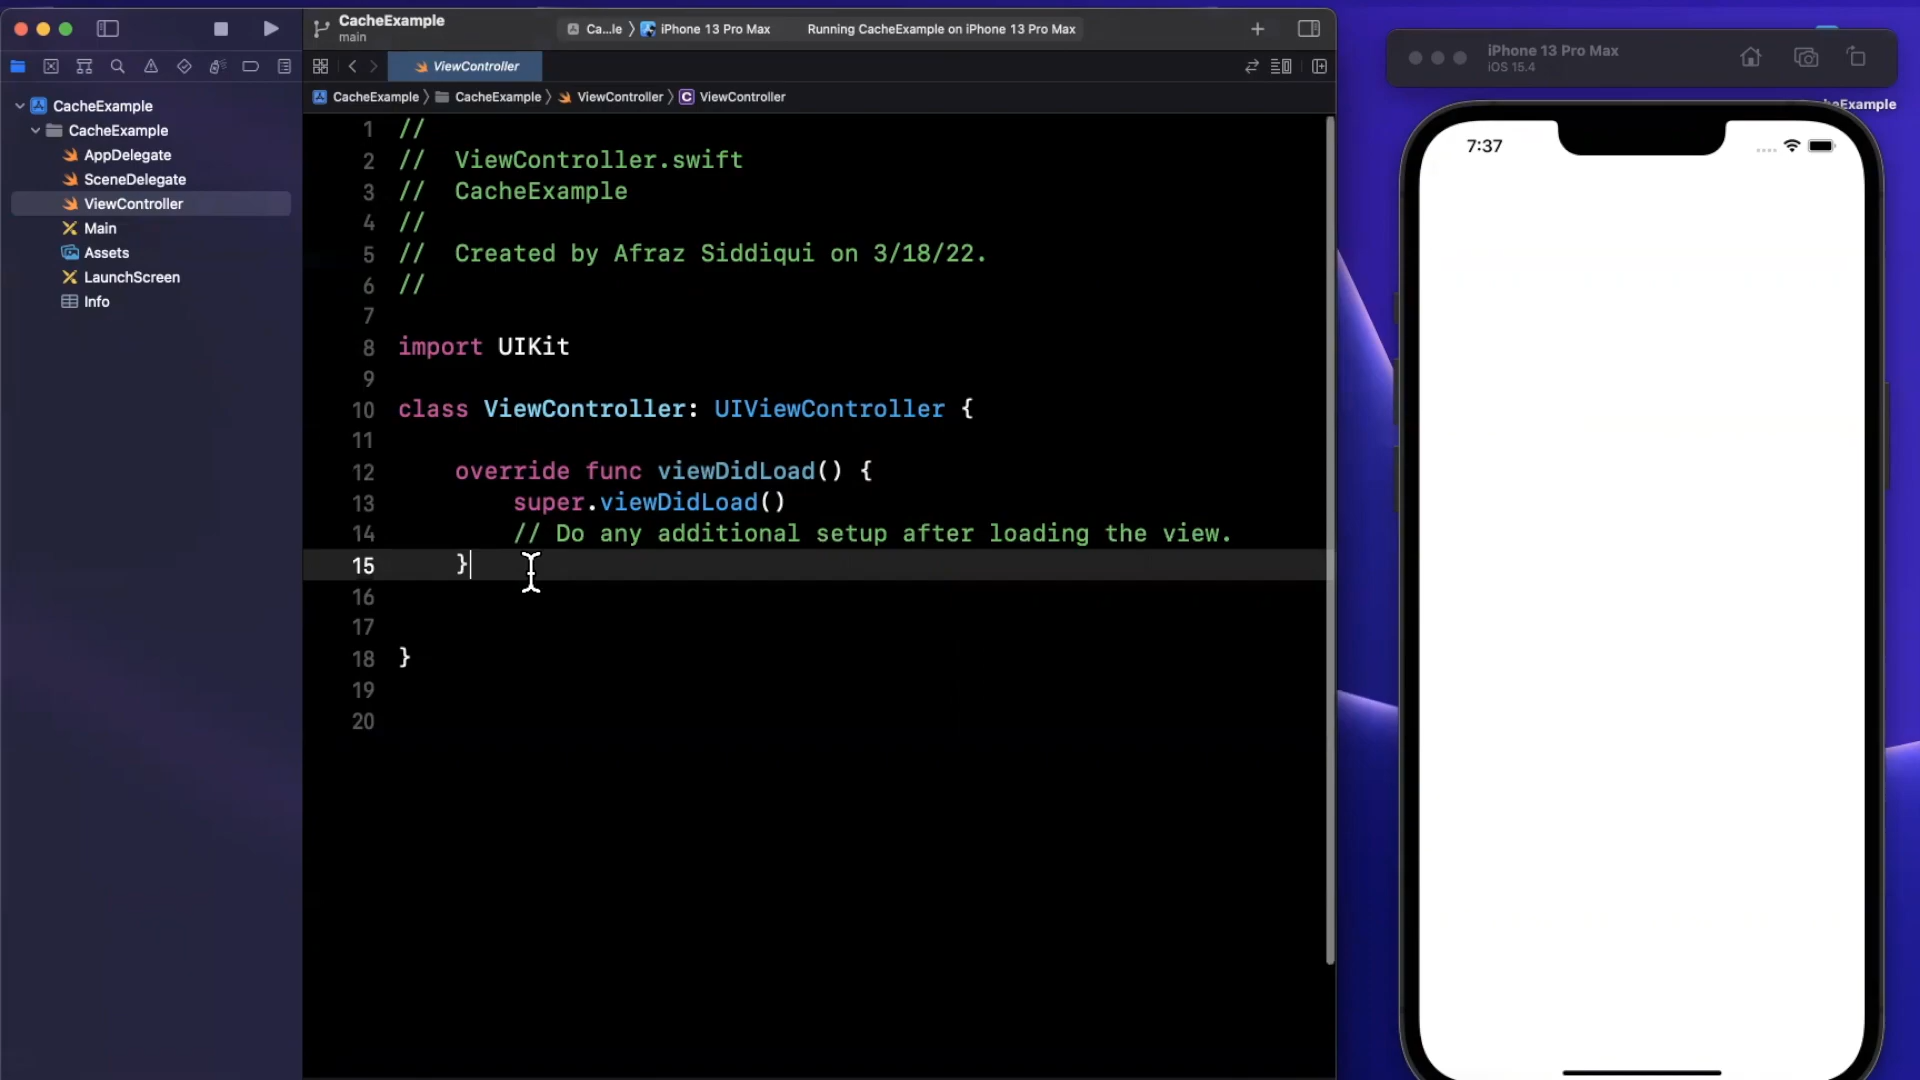 CacheExample
main
Ca...le
iPhone 13 Pro Max
Running CacheExample on iPhone 13 Pro Max
ViewController
CacheExample
CacheExample
ViewController
ViewController
CacheExample
CacheExample
AppDelegate
SceneDelegate
ViewController
Main
Assets
LaunchScreen
Info
1 //
2 //  ViewController.swift
3 //  CacheExample
4 //
5 //  Created by Afraz Siddiqui on 3/18/22.
6 //
7
8 import UIKit
9
10 class ViewController: UIViewController {
11
12     override func viewDidLoad() {
13         super.viewDidLoad()
14         // Do any additional setup after loading the view.
15     }
16
17
18 }
19
20
iPhone 13 Pro Max
iOS 15.4
heExample
7:37